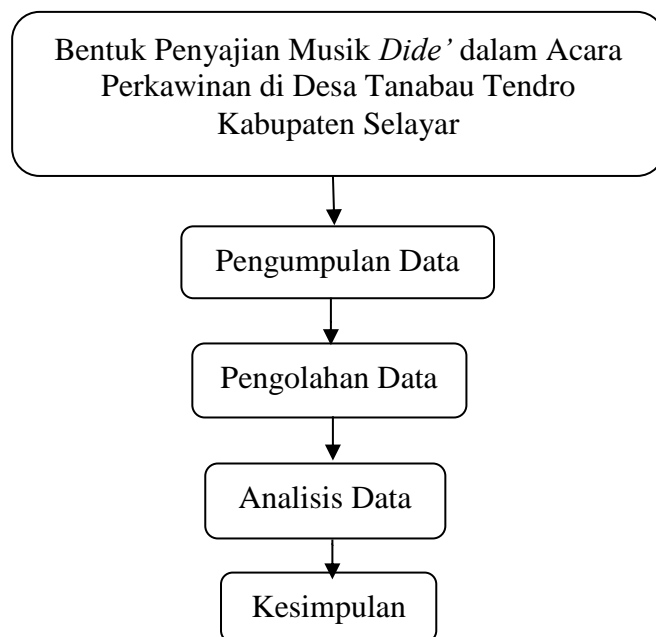 Bentuk Penyajian Musik Dide’ dalam Acara
Perkawinan di Desa Tanabau Tendro
Kabupaten Selayar
Pengumpulan Data
Pengolahan Data
Analisis Data
Kesimpulan